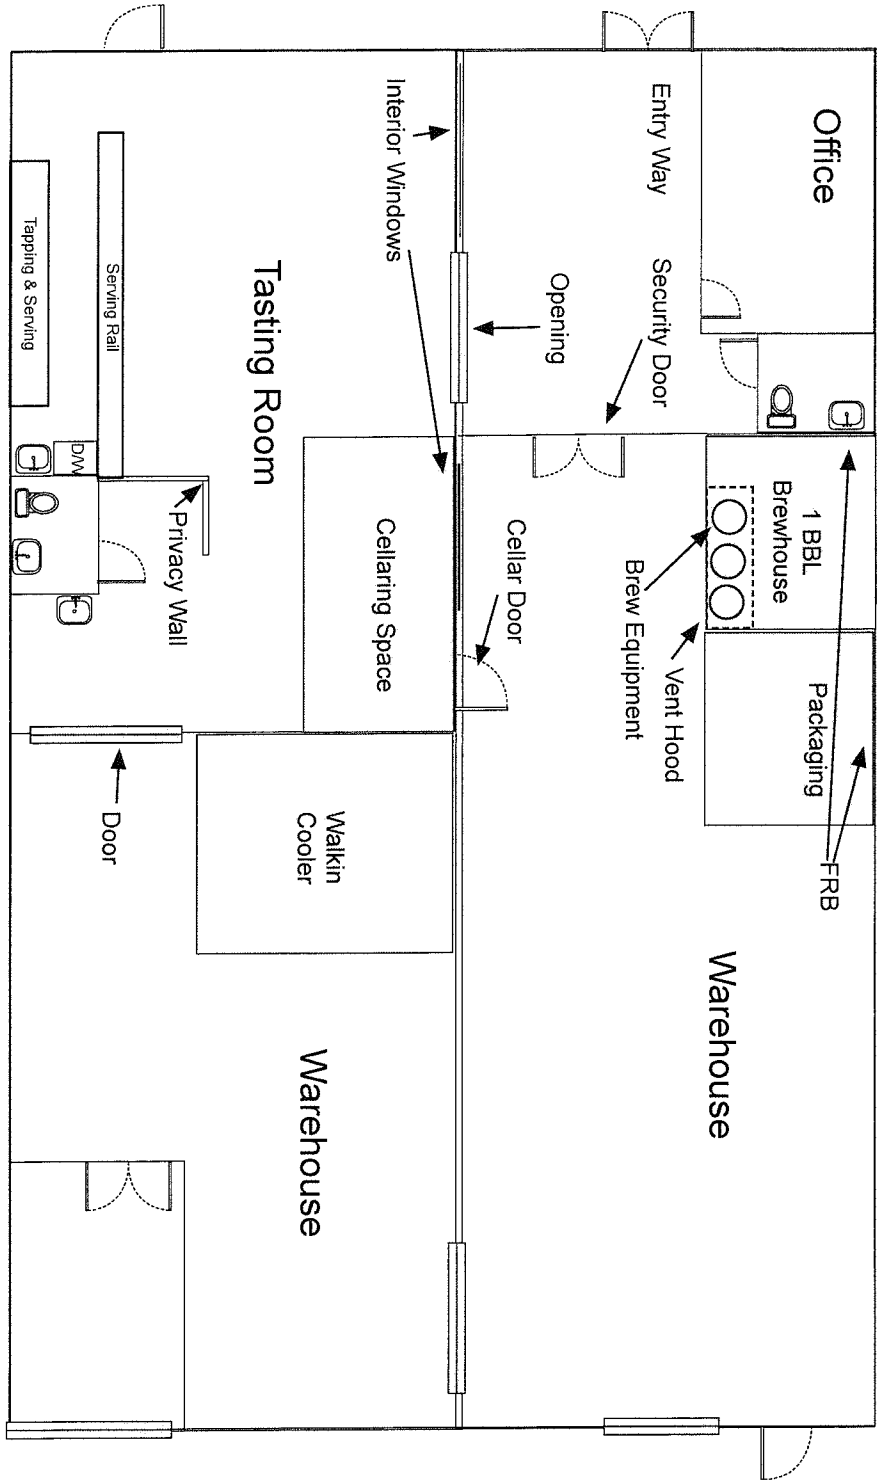 Office
Entry Way
Interior Windows
Security Door
Opening
Tasting Room
Serving Rail
Tapping & Serving
D/W
Privacy Wall
Cellaring Space
Cellar Door
1 BBL
Brewhouse
Brew Equipment
Vent Hood
Packaging
FRB
Door
Walkin
Cooler
Warehouse
Warehouse